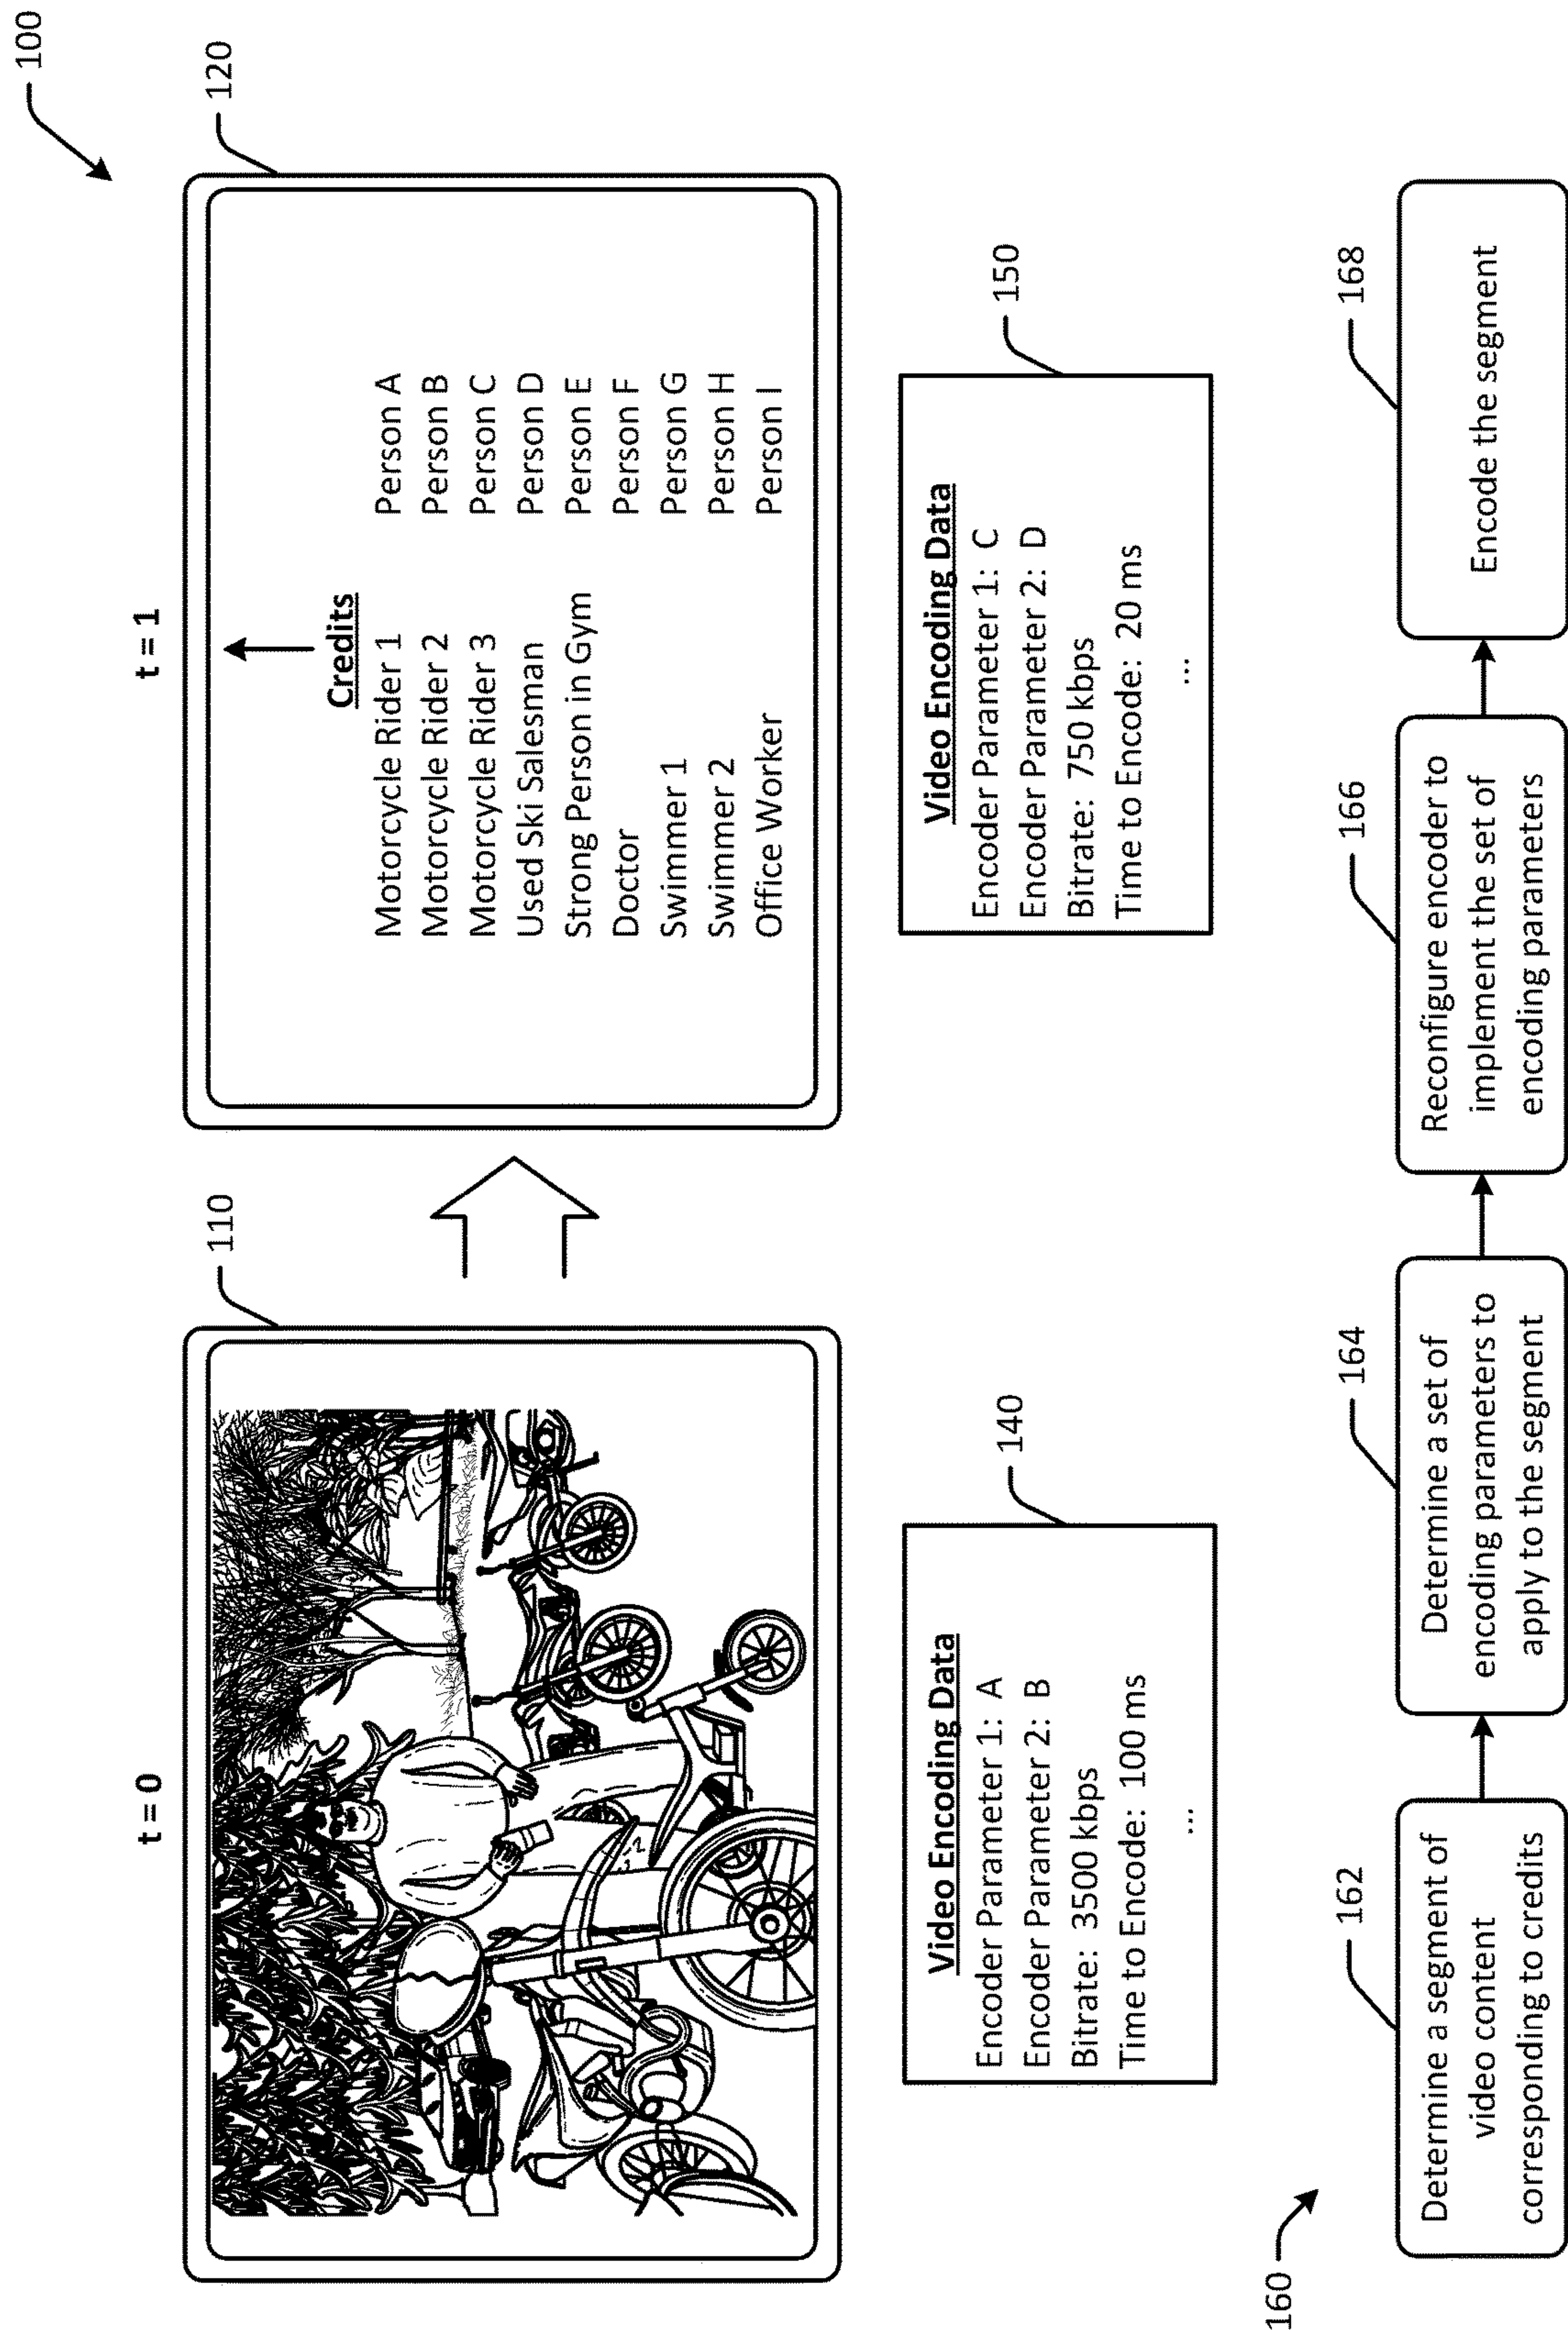 100
t = 0
110
t = 1
120
Credits
Motorcycle Rider 1 Person A
Motorcycle Rider 2 Person B
Motorcycle Rider 3 Person C
Used Ski Salesman Person D
Strong Person in Gym Person E
Doctor Person F
Swimmer 1 Person G
Swimmer 2 Person H
Office Worker Person I
140
Video Encoding Data
Encoder Parameter 1: A
Encoder Parameter 2: B
Bitrate: 3500 kbps
Time to Encode: 100 ms
...
150
Video Encoding Data
Encoder Parameter 1: C
Encoder Parameter 2: D
Bitrate: 750 kbps
Time to Encode: 20 ms
...
160
162
Determine a segment of
video content
corresponding to credits
164
Determine a set of
encoding parameters to
apply to the segment
166
Reconfigure encoder to
implement the set of
encoding parameters
168
Encode the segment